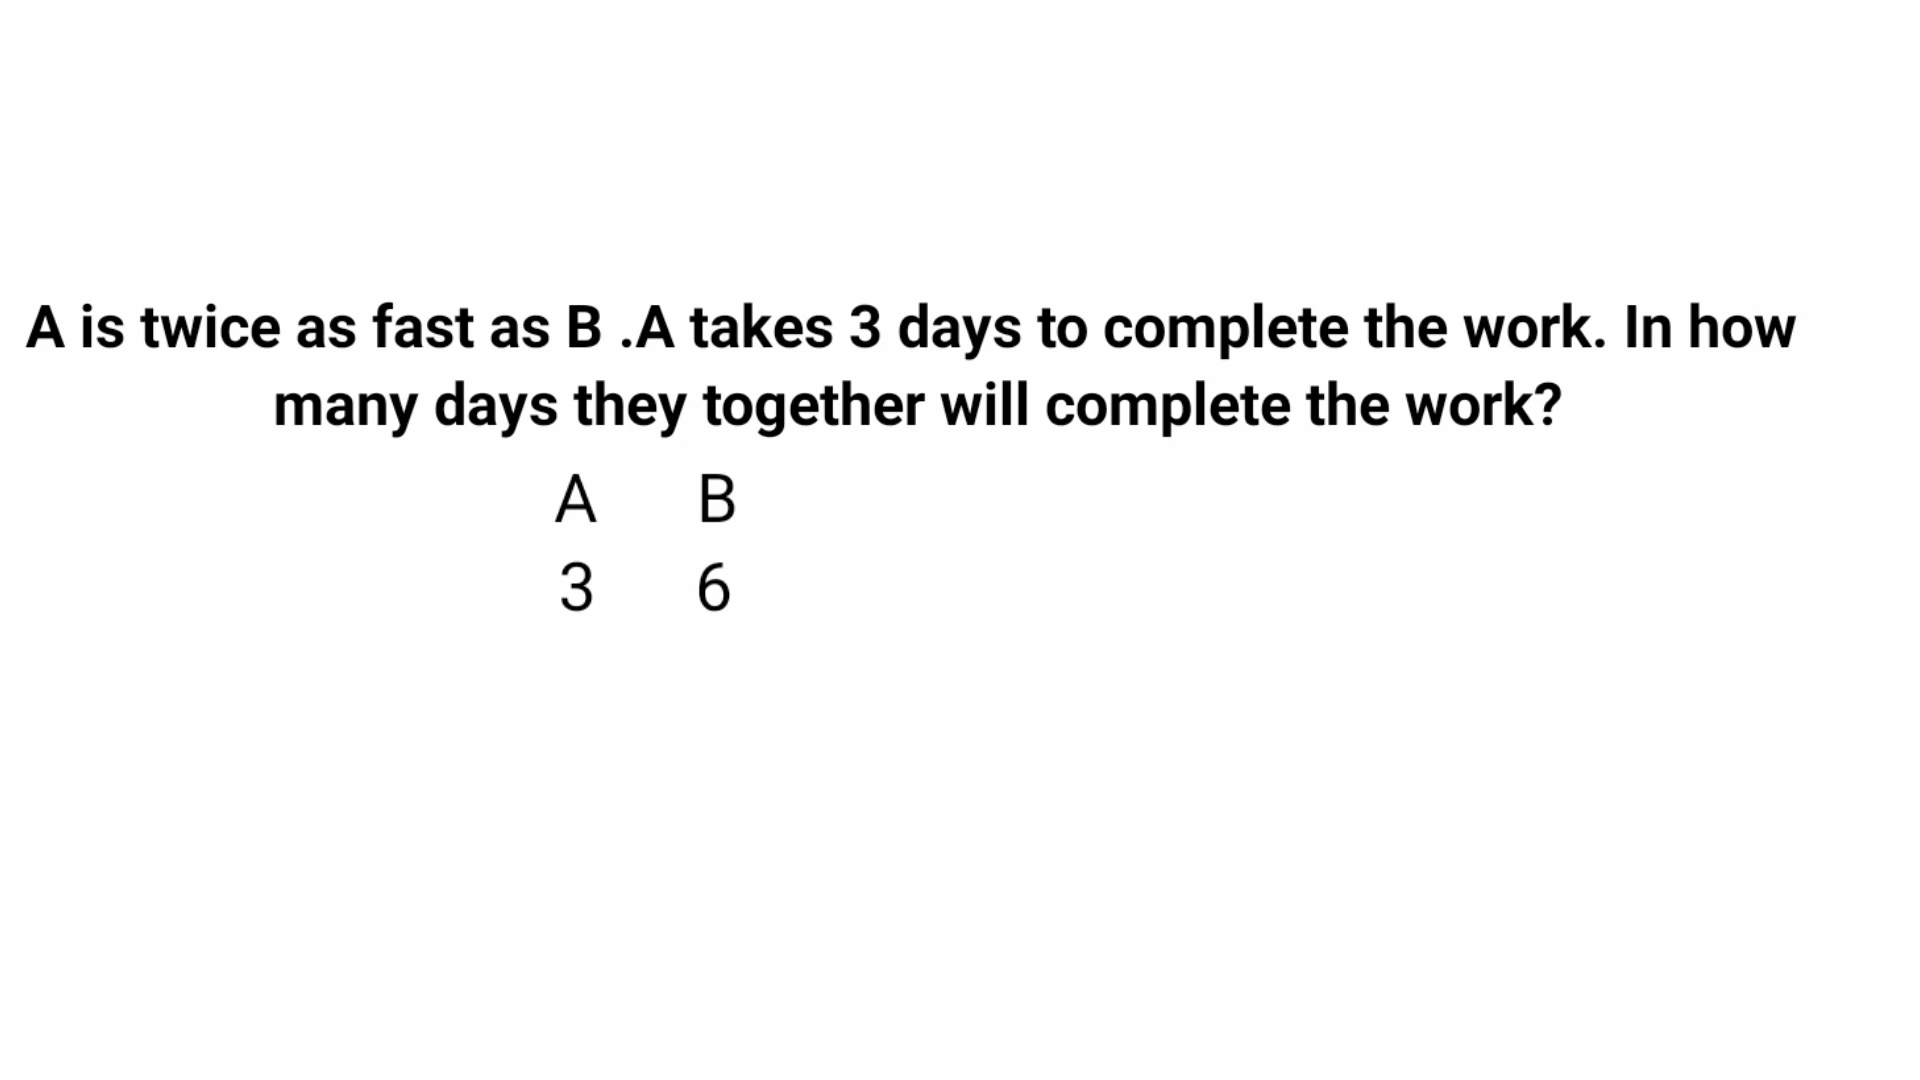 A is twice as fast as B .A takes 3 days to complete the work. In how
many days they together will complete the work?
A B
3 6